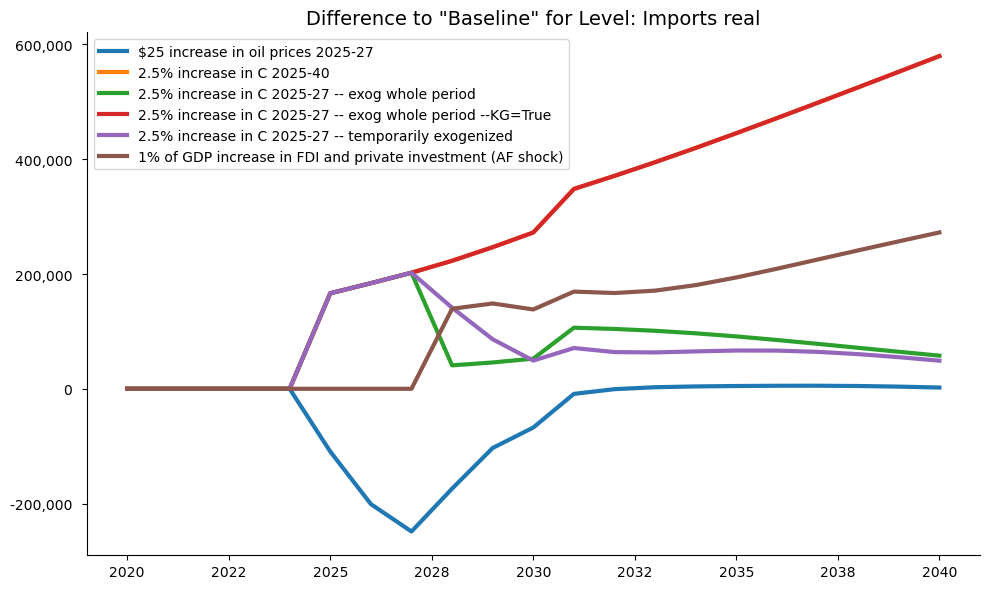 Difference to "Baseline" for Level: Imports real
$25 increase in oil prices 2025-27
2.5% increase in C 2025-40
2.5% increase in C 2025-27 -- exog whole period
2.5% increase in C 2025-27 -- exog whole period --KG=True
2.5% increase in C 2025-27 -- temporarily exogenized
1% of GDP increase in FDI and private investment (AF shock)
600,000
400,000
200,000
0
-200,000
2020 2022 2025 2028 2030 2032 2035 2038 2040